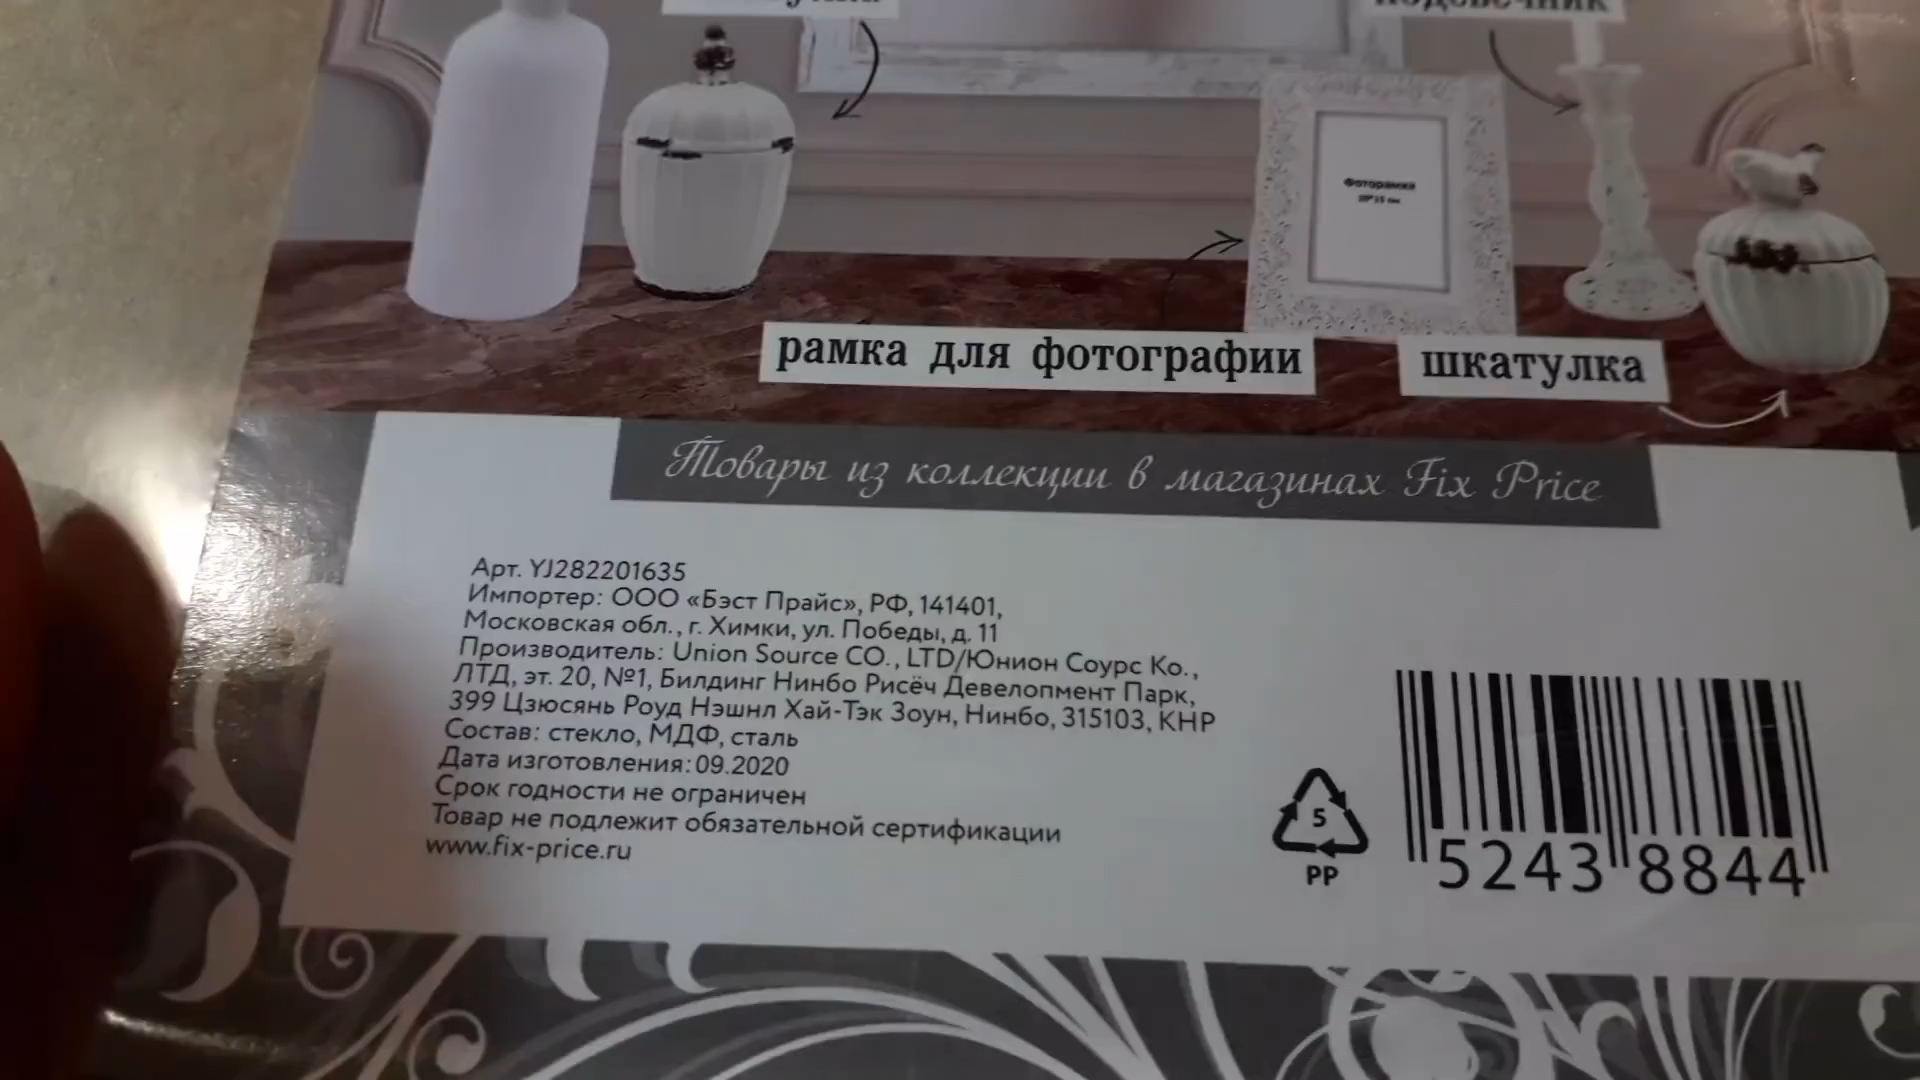 подсвечник
Фоторамка
10*15 см
рамка для фотографии
шкатулка
Товары из коллекции в магазинах Fix Price
Арт. YJ282201635
Импортер: ООО «Бэст Прайс», РФ, 141401,
Московская обл., г. Химки, ул. Победы, д. 11
Производитель: Union Source CO., LTD/Юнион Соурс Ко.,
ЛТД, эт. 20, №1, Билдинг Нинбо Рисёч Девелопмент Парк,
399 Цзюсянь Роуд Нэшнл Хай-Тэк Зоун, Нинбо, 315103, КНР
Состав: стекло, МДФ, сталь
Дата изготовления: 09.2020
Срок годности не ограничен
Товар не подлежит обязательной сертификации
www.fix-price.ru
5
PP
5243 8844